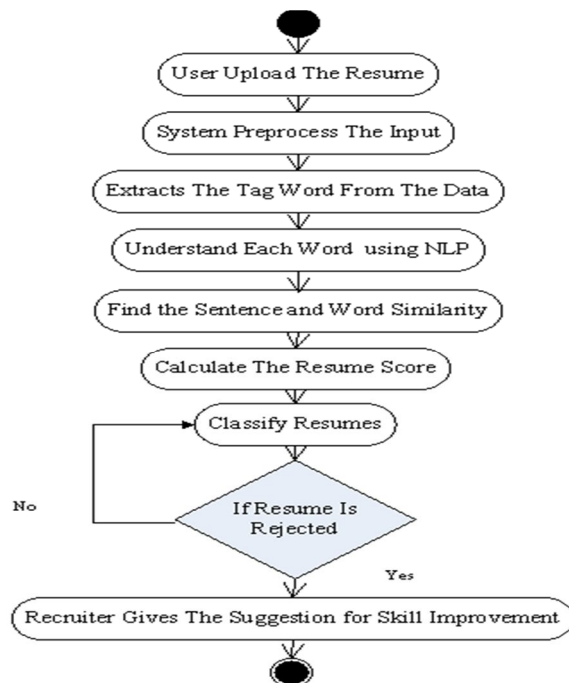 User Upload The Resume
System Preprocess The Input
Extracts The Tag Word From The Data
Understand Each Word using NLP
Find the Sentence and Word Similarity
Calculate The Resume Score
Classify Resumes
No
If Resume Is
Rejected
Yes
Recruiter Gives The Suggestion for Skill Improvement